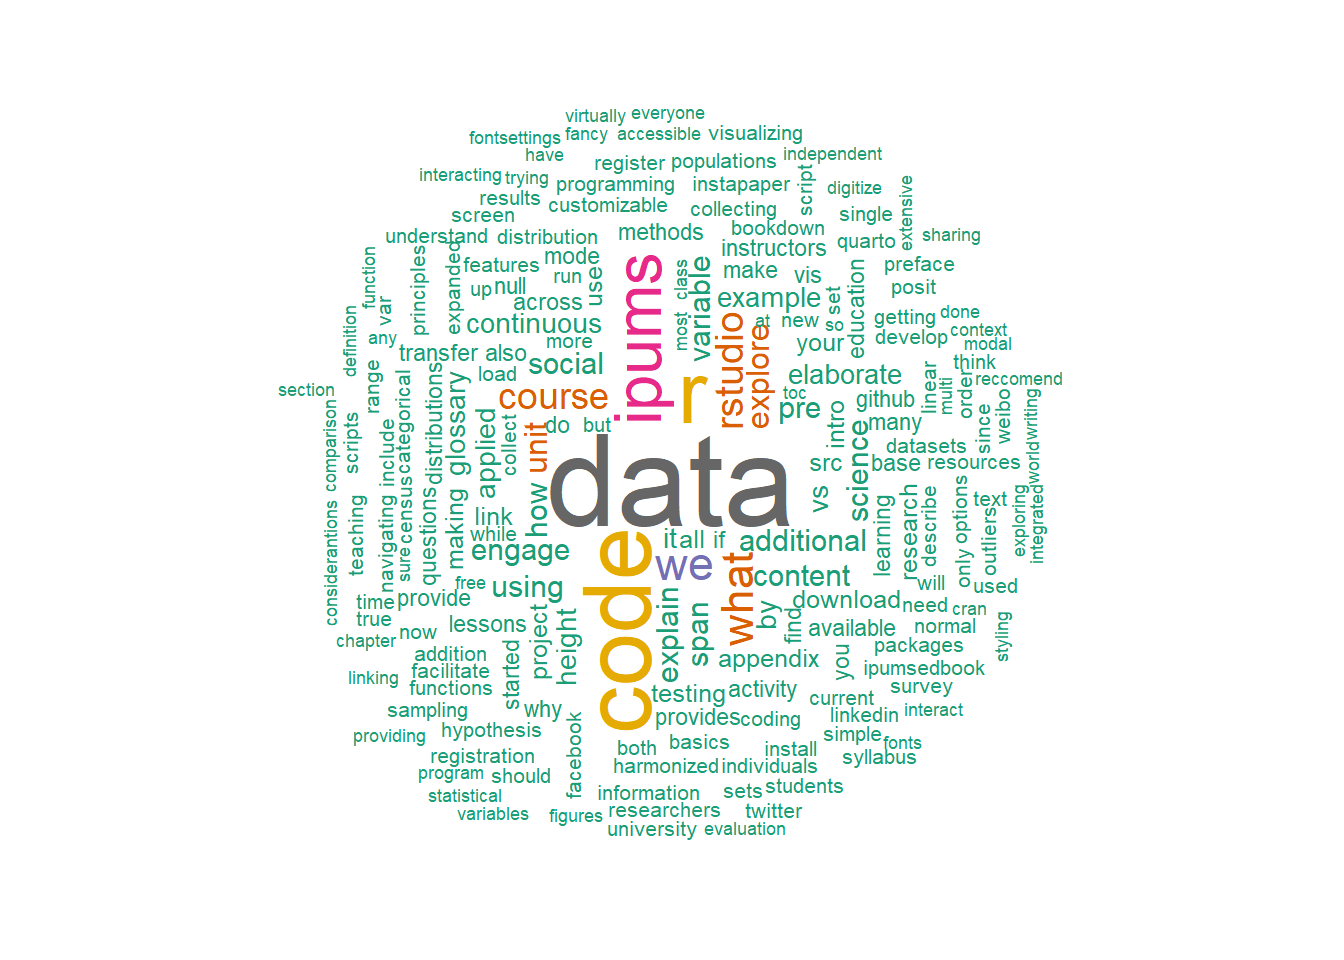 virtually everyone
fontsettings fancy accessible visualizing
have register populations independent
interacting trying programming instapaper script digitize extensive
results customizable collecting single
screen methods bookdown sharing
understand distribution instructors quarto
function var principles expanded features mode use ipums class variable make vis education preface
up null run most example set posit
across at new so getting done
continuous rstudio explore your develop context
definition any more modal
transfer also social r elaborate think
section range categorical load toc linear multi order reccomend
course pre github since weibo
comparison scripts include distributions glossary applied collect unit do but intro many worldwriting
data science datasets
src base resources
considerantions teaching navigating sure census questions making link how vs learning research describe only options outliers text exploring integrated
while it all if additional
engage code we what content will used
free using explain span by find download need cran
time provide height project available normal styling
true
chapter now lessons packages
addition appendix you ipumsedbook
linking facilitate started
functions testing activity current survey
sampling why provides coding linkedin interact
providing hypothesis facebook both basics install simple fonts
registration harmonized individuals syllabus
program should
statistical information sets students
variables figures researchers twitter
university evaluation